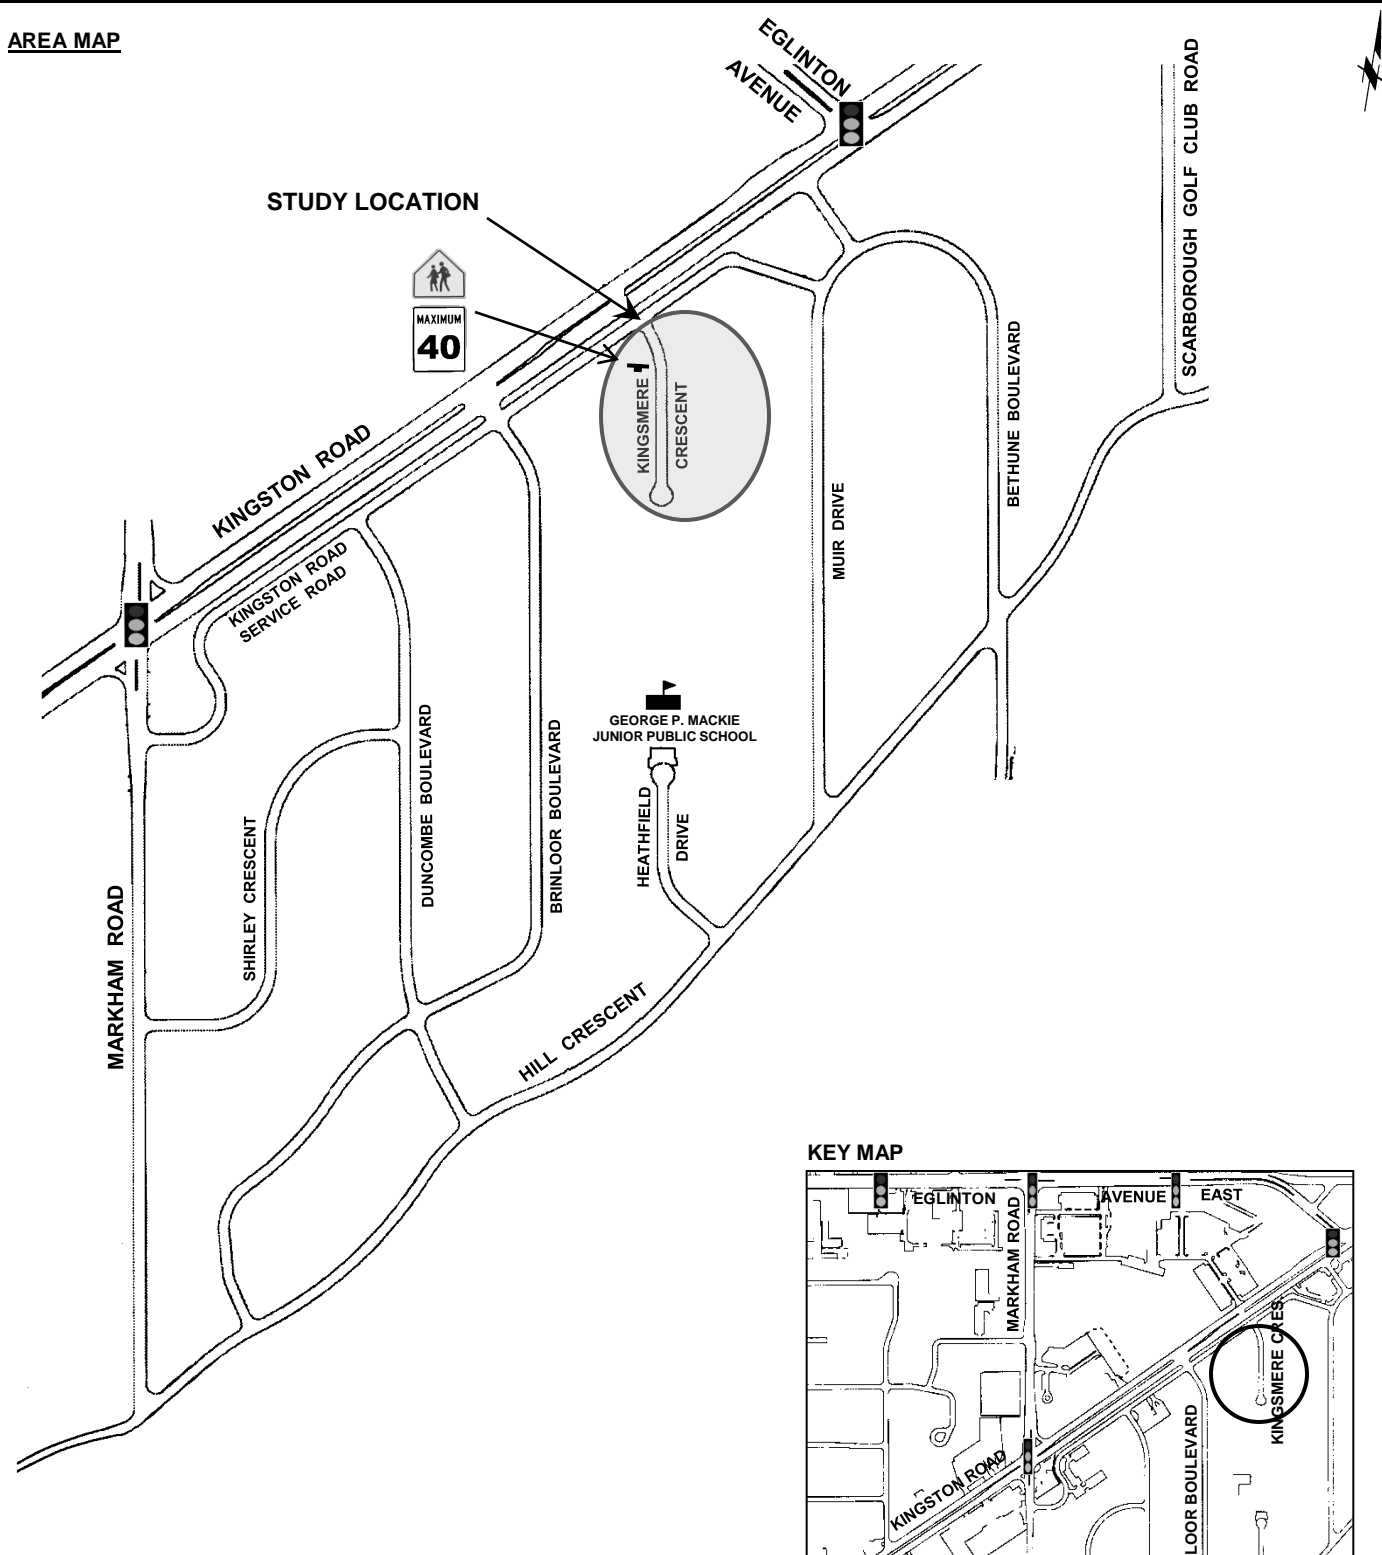 AREA MAP
EGLINTON
AVENUE
SCARBOROUGH GOLF CLUB ROAD
STUDY LOCATION
MAXIMUM
40
KINGSMERE
CRESCENT
BETHUNE BOULEVARD
KINGSTON ROAD
MUIR DRIVE
KINGSTON ROAD
SERVICE ROAD
GEORGE P. MACKIE
JUNIOR PUBLIC SCHOOL
DUNCOMBE BOULEVARD
BRINLOOR BOULEVARD
HEATHFIELD
DRIVE
SHIRLEY CRESCENT
MARKHAM ROAD
HILL CRESCENT
KEY MAP
EGLINTON
AVENUE
EAST
MARKHAM ROAD
KINGSMERE CRES.
KINGSTON ROAD
LOOR BOULEVARD